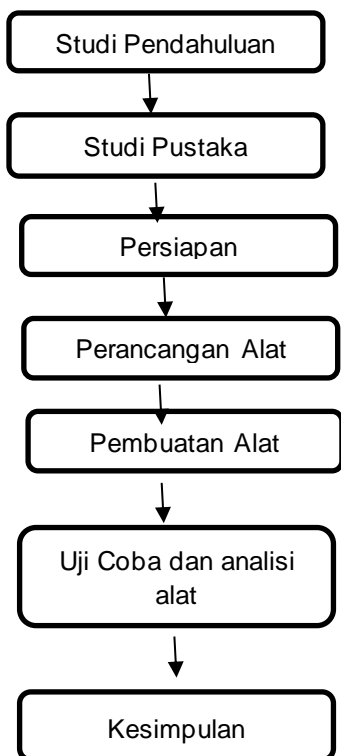 Studi Pendahuluan
Studi Pustaka
Persiapan
Perancangan Alat
Pembuatan Alat
Uji Coba dan analisi
alat
Kesimpulan